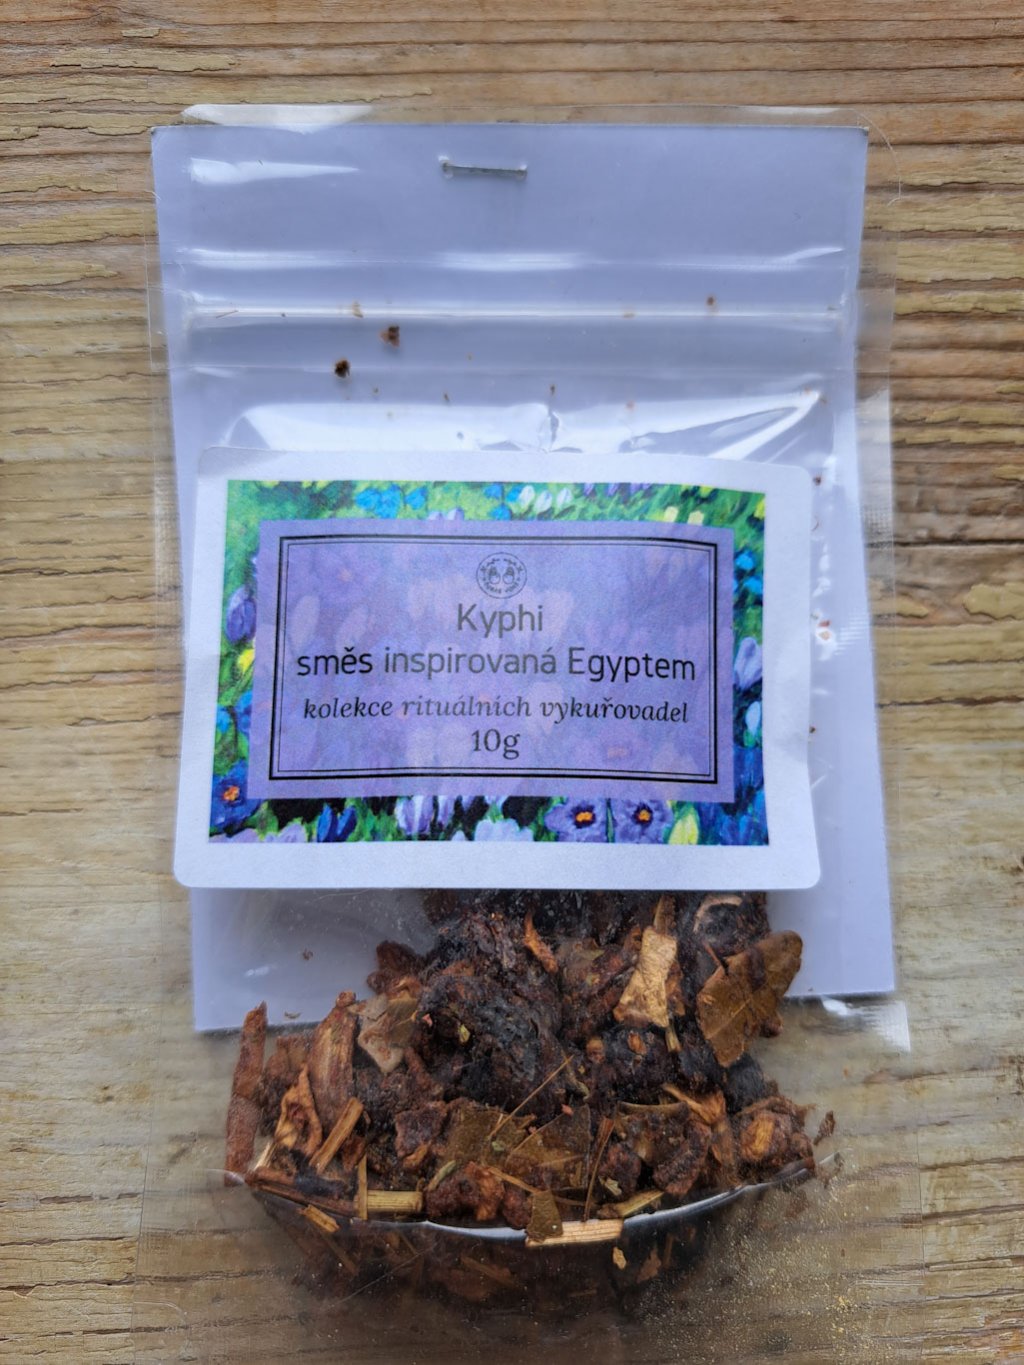 Kyphi
směs inspirovaná Egyptem
kolekce rituálních vykuřovadel
10g